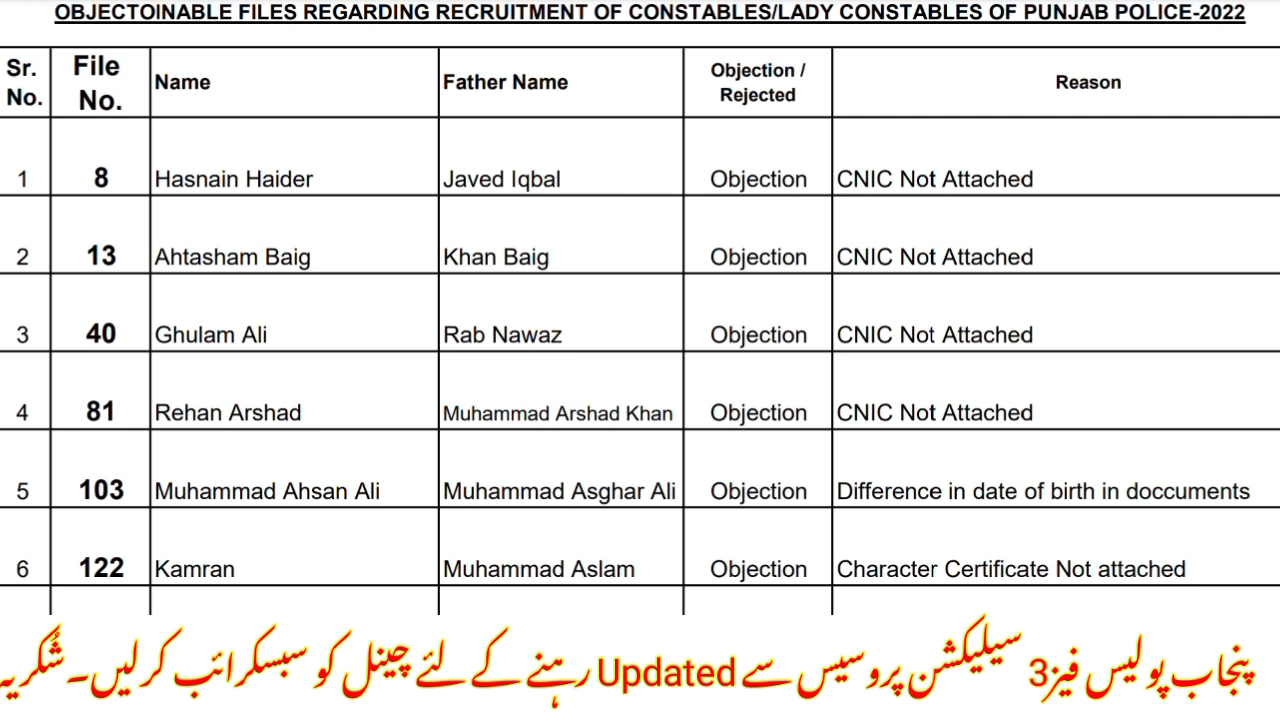 OBJECTOINABLE FILES REGARDING RECRUITMENT OF CONSTABLES/LADY CONSTABLES OF PUNJAB POLICE-2022
Sr. No. File No. Name Father Name Objection / Rejected Reason
1 8 Hasnain Haider Javed Iqbal Objection CNIC Not Attached
2 13 Ahtasham Baig Khan Baig Objection CNIC Not Attached
3 40 Ghulam Ali Rab Nawaz Objection CNIC Not Attached
4 81 Rehan Arshad Muhammad Arshad Khan Objection CNIC Not Attached
5 103 Muhammad Ahsan Ali Muhammad Asghar Ali Objection Difference in date of birth in doccuments
6 122 Kamran Muhammad Aslam Objection Character Certificate Not attached
پنجاب پولیس فیز3 سیلیکشن پروسیس سے Updated رہنے کے لئے چینل کو سبسکرائب کرلیں۔ شُکریہ